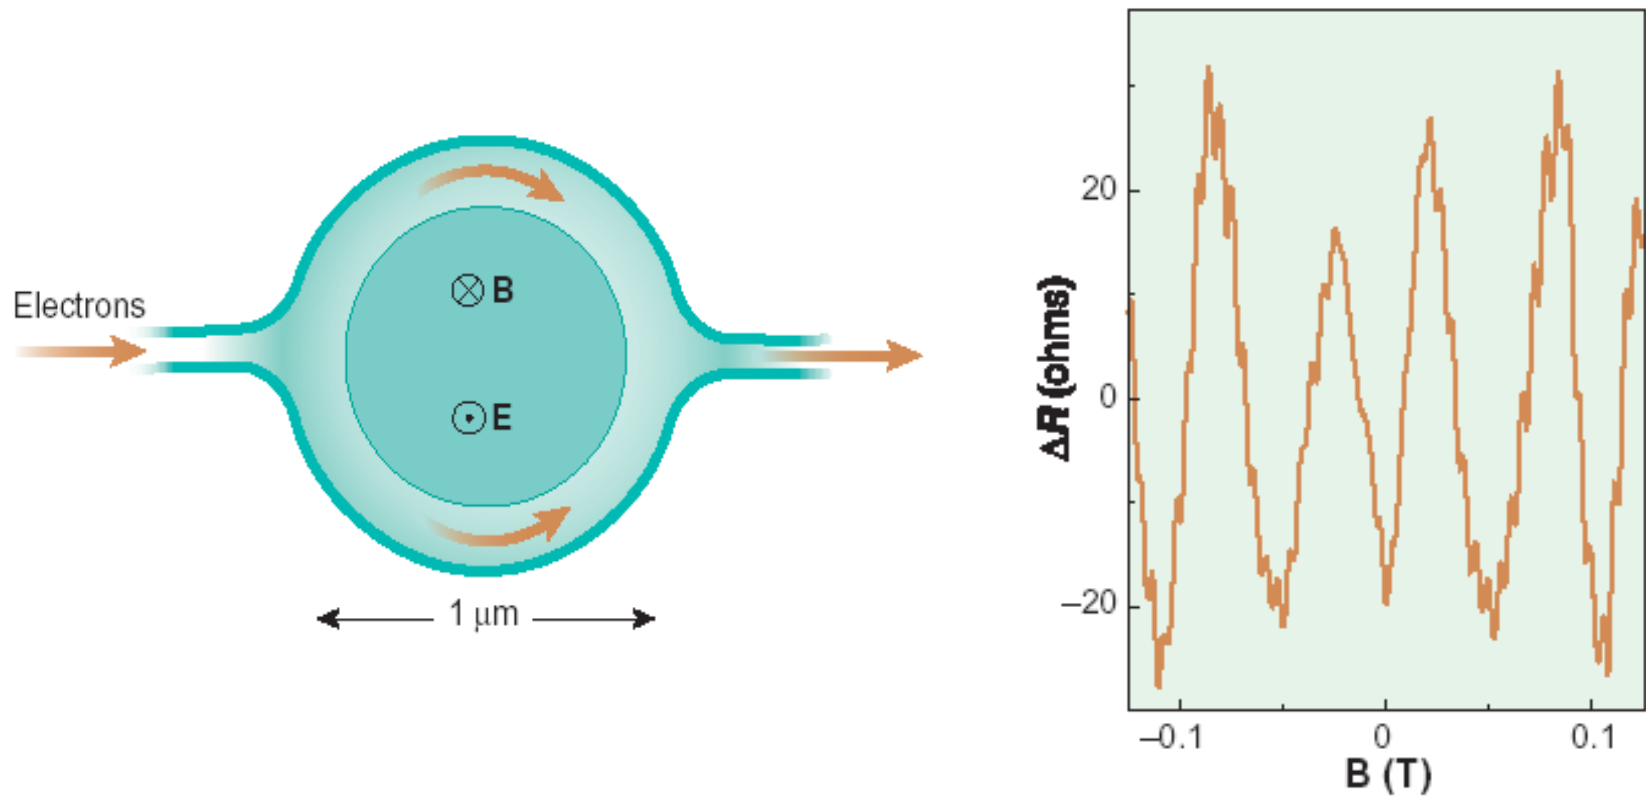 Electrons
⊗ B
⊙ E
1 μm
ΔR (ohms)
20
0
–20
–0.1
0
0.1
B (T)